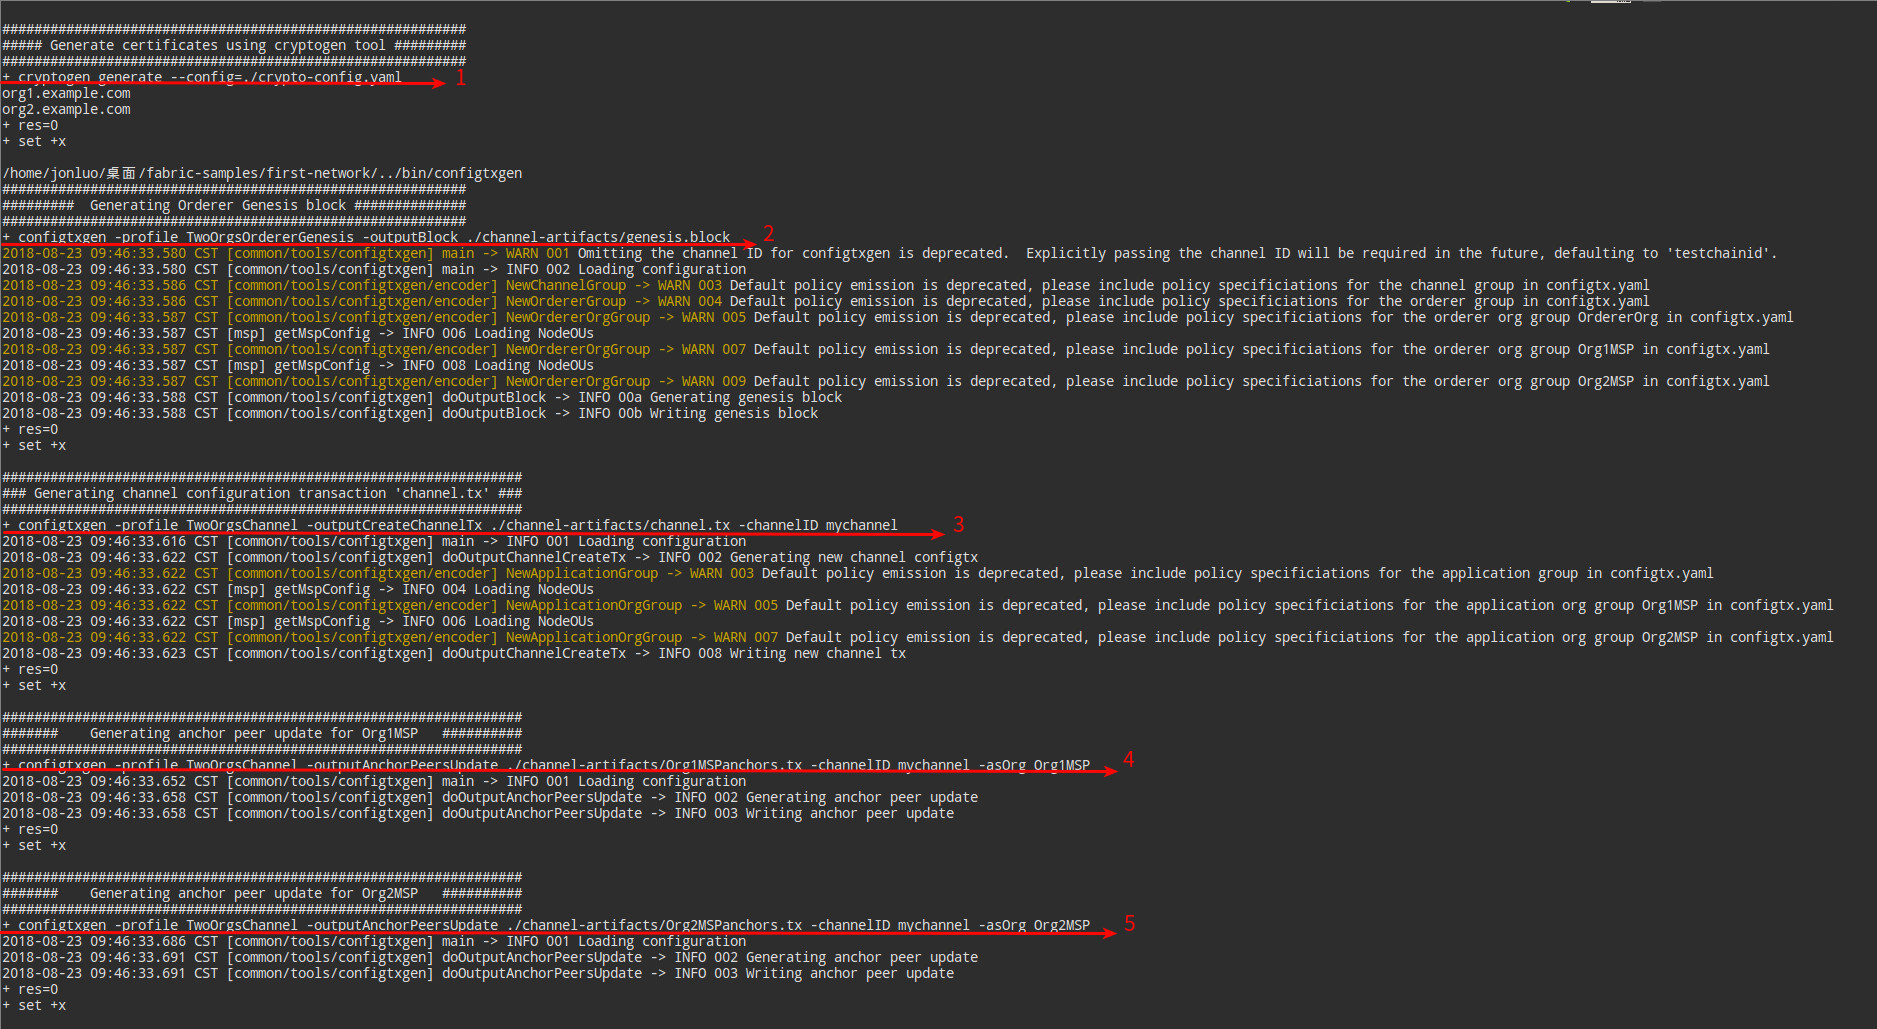 ##########################################################
##### Generate certificates using cryptogen tool #########
##########################################################
+ cryptogen generate --config=./crypto-config.yaml 1
org1.example.com
org2.example.com
+ res=0
+ set +x
/home/jonluo/桌面/fabric-samples/first-network/../bin/configtxgen
##########################################################
#########  Generating Orderer Genesis block ##############
##########################################################
+ configtxgen -profile TwoOrgsOrdererGenesis -outputBlock ./channel-artifacts/genesis.block 2
2018-08-23 09:46:33.580 CST [common/tools/configtxgen] main -> WARN 001 Omitting the channel ID for configtxgen is deprecated.  Explicitly passing the channel ID will be required in the future, defaulting to 'testchainid'.
2018-08-23 09:46:33.580 CST [common/tools/configtxgen] main -> INFO 002 Loading configuration
2018-08-23 09:46:33.586 CST [common/tools/configtxgen/encoder] NewChannelGroup -> WARN 003 Default policy emission is deprecated, please include policy specificiations for the channel group in configtx.yaml
2018-08-23 09:46:33.586 CST [common/tools/configtxgen/encoder] NewOrdererGroup -> WARN 004 Default policy emission is deprecated, please include policy specificiations for the orderer group in configtx.yaml
2018-08-23 09:46:33.587 CST [common/tools/configtxgen/encoder] NewOrdererOrgGroup -> WARN 005 Default policy emission is deprecated, please include policy specificiations for the orderer org group OrdererOrg in configtx.yaml
2018-08-23 09:46:33.587 CST [msp] getMspConfig -> INFO 006 Loading NodeOUs
2018-08-23 09:46:33.587 CST [common/tools/configtxgen/encoder] NewOrdererOrgGroup -> WARN 007 Default policy emission is deprecated, please include policy specificiations for the orderer org group Org1MSP in configtx.yaml
2018-08-23 09:46:33.587 CST [msp] getMspConfig -> INFO 008 Loading NodeOUs
2018-08-23 09:46:33.587 CST [common/tools/configtxgen/encoder] NewOrdererOrgGroup -> WARN 009 Default policy emission is deprecated, please include policy specificiations for the orderer org group Org2MSP in configtx.yaml
2018-08-23 09:46:33.588 CST [common/tools/configtxgen] doOutputBlock -> INFO 00a Generating genesis block
2018-08-23 09:46:33.588 CST [common/tools/configtxgen] doOutputBlock -> INFO 00b Writing genesis block
+ res=0
+ set +x
#################################################################
### Generating channel configuration transaction 'channel.tx' ###
#################################################################
+ configtxgen -profile TwoOrgsChannel -outputCreateChannelTx ./channel-artifacts/channel.tx -channelID mychannel 3
2018-08-23 09:46:33.616 CST [common/tools/configtxgen] main -> INFO 001 Loading configuration
2018-08-23 09:46:33.622 CST [common/tools/configtxgen] doOutputChannelCreateTx -> INFO 002 Generating new channel configtx
2018-08-23 09:46:33.622 CST [common/tools/configtxgen/encoder] NewApplicationGroup -> WARN 003 Default policy emission is deprecated, please include policy specificiations for the application group in configtx.yaml
2018-08-23 09:46:33.622 CST [msp] getMspConfig -> INFO 004 Loading NodeOUs
2018-08-23 09:46:33.622 CST [common/tools/configtxgen/encoder] NewApplicationOrgGroup -> WARN 005 Default policy emission is deprecated, please include policy specificiations for the application org group Org1MSP in configtx.yaml
2018-08-23 09:46:33.622 CST [msp] getMspConfig -> INFO 006 Loading NodeOUs
2018-08-23 09:46:33.622 CST [common/tools/configtxgen/encoder] NewApplicationOrgGroup -> WARN 007 Default policy emission is deprecated, please include policy specificiations for the application org group Org2MSP in configtx.yaml
2018-08-23 09:46:33.623 CST [common/tools/configtxgen] doOutputChannelCreateTx -> INFO 008 Writing new channel tx
+ res=0
+ set +x
#################################################################
#######    Generating anchor peer update for Org1MSP   ##########
#################################################################
+ configtxgen -profile TwoOrgsChannel -outputAnchorPeersUpdate ./channel-artifacts/Org1MSPanchors.tx -channelID mychannel -asOrg Org1MSP 4
2018-08-23 09:46:33.652 CST [common/tools/configtxgen] main -> INFO 001 Loading configuration
2018-08-23 09:46:33.658 CST [common/tools/configtxgen] doOutputAnchorPeersUpdate -> INFO 002 Generating anchor peer update
2018-08-23 09:46:33.658 CST [common/tools/configtxgen] doOutputAnchorPeersUpdate -> INFO 003 Writing anchor peer update
+ res=0
+ set +x
#################################################################
#######    Generating anchor peer update for Org2MSP   ##########
#################################################################
+ configtxgen -profile TwoOrgsChannel -outputAnchorPeersUpdate ./channel-artifacts/Org2MSPanchors.tx -channelID mychannel -asOrg Org2MSP 5
2018-08-23 09:46:33.686 CST [common/tools/configtxgen] main -> INFO 001 Loading configuration
2018-08-23 09:46:33.691 CST [common/tools/configtxgen] doOutputAnchorPeersUpdate -> INFO 002 Generating anchor peer update
2018-08-23 09:46:33.691 CST [common/tools/configtxgen] doOutputAnchorPeersUpdate -> INFO 003 Writing anchor peer update
+ res=0
+ set +x